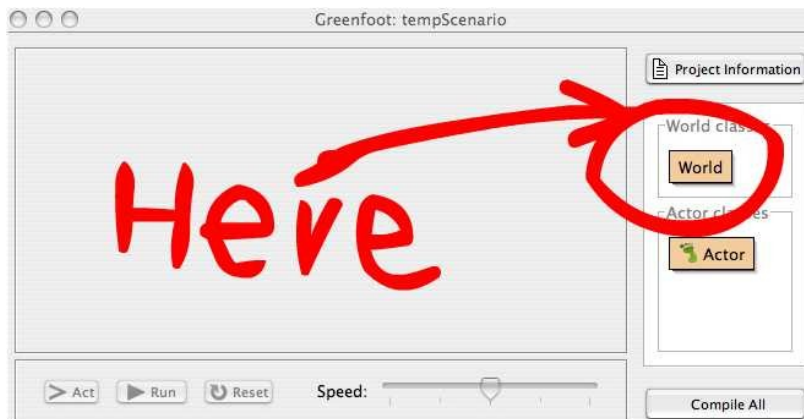 Greenfoot: tempScenario
Project Information
World classes
World
Here
Actor classes
Actor
> Act
Run
Reset
Speed:
Compile All